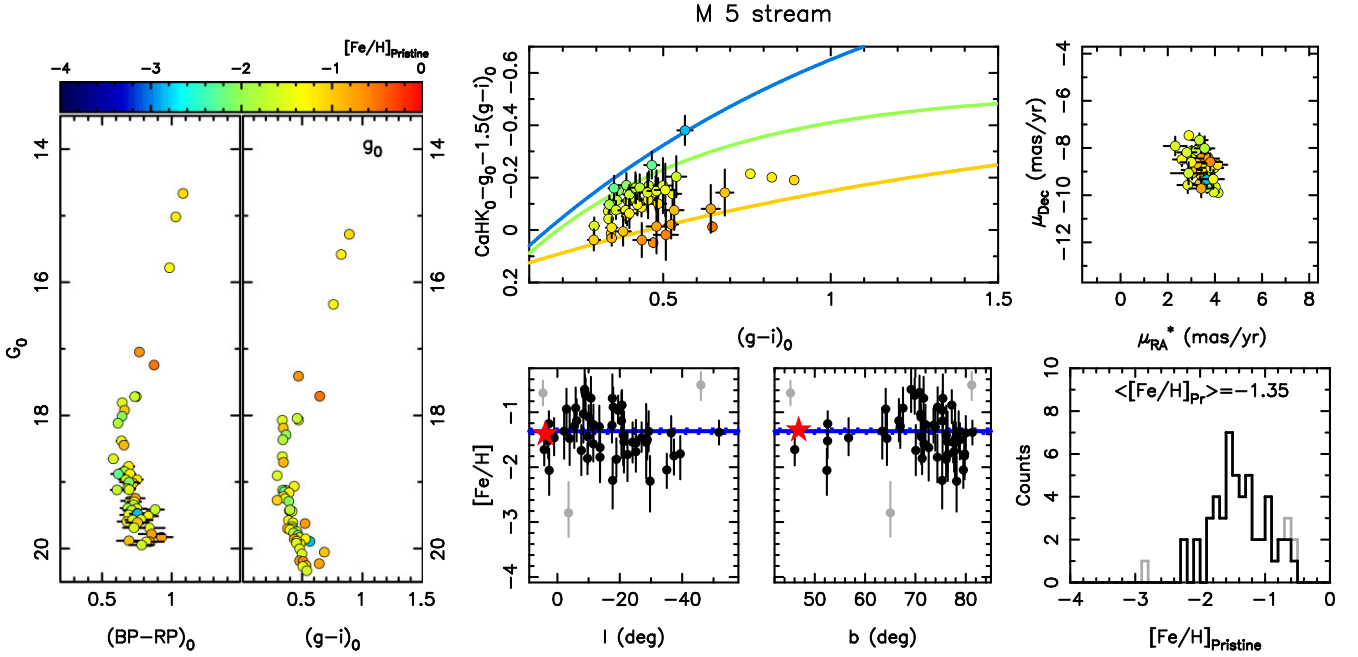 M 5 stream
[Fe/H]Pristine
−4 −3 −2 −1 0
g0
14 16 18 20
G0
14 16 18 20
0.5 1
(BP−RP)0
0.5 1 1.5
(g−i)0
−0.6 −0.4 −0.2 0 0.2
CaHK0−g0−1.5(g−i)0
0.5 1 1.5
(g−i)0
−4 −6 −8 −10 −12
μDec (mas/yr)
0 2 4 6 8
μRA* (mas/yr)
−1 −2 −3 −4
[Fe/H]
0 −20 −40
l (deg)
50 60 70 80
b (deg)
<[Fe/H]Pr>=−1.35
0 2 4 6 8 10
Counts
−4 −3 −2 −1 0
[Fe/H]Pristine